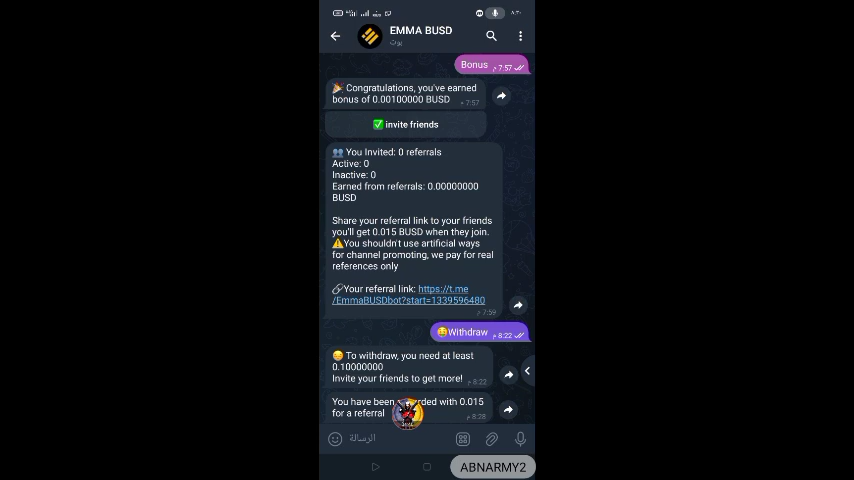 ٨:٣٠
EMMA BUSD
بوت
Bonus
7:57 م
🎉 Congratulations, you've earned
bonus of 0.00100000 BUSD
7:57 م
✅ invite friends
👥 You Invited: 0 referrals
Active: 0
Inactive: 0
Earned from referrals: 0.00000000
BUSD
Share your referral link to your friends
you'll get 0.015 BUSD when they join.
⚠️You shouldn't use artificial ways
for channel promoting, we pay for real
references only
🔗Your referral link: https://t.me
/EmmaBUSDbot?start=1339596480
7:59 م
Withdraw
8:22 م
To withdraw, you need at least
0.10000000
Invite your friends to get more!
8:22 م
You have been with 0.015
for a referral
8:28 م
الرسالة
ABNARMY2